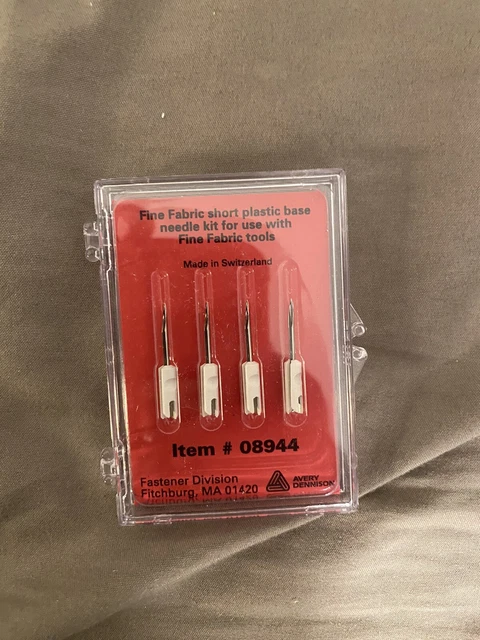 Fine Fabric short plastic base
needle kit for use with
Fine Fabric tools
Made in Switzerland
Item # 08944
Fastener Division
Fitchburg, MA 01420
AVERY
DENNISON